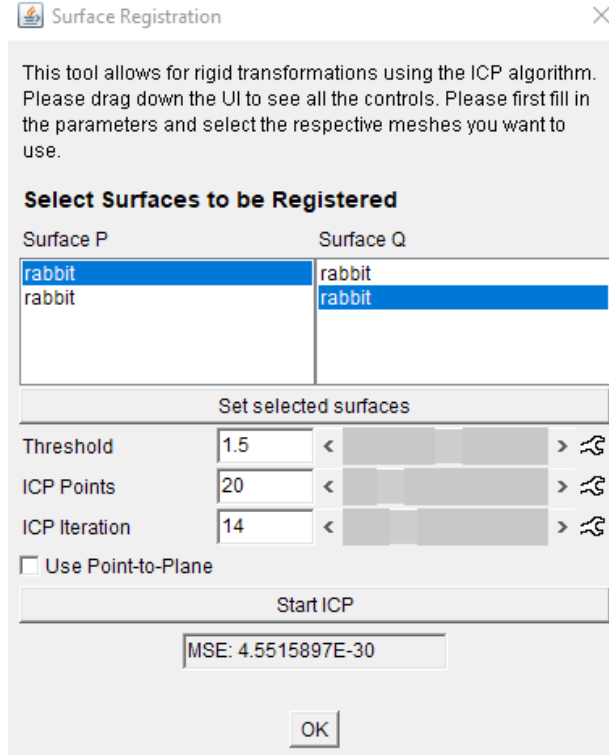 Surface Registration
This tool allows for rigid transformations using the ICP algorithm.
Please drag down the UI to see all the controls. Please first fill in
the parameters and select the respective meshes you want to
use.
Select Surfaces to be Registered
Surface P Surface Q
rabbit rabbit
rabbit rabbit
Set selected surfaces
Threshold 1.5 < >
ICP Points 20 < >
ICP Iteration 14 < >
Use Point-to-Plane
Start ICP
MSE: 4.5515897E-30
OK